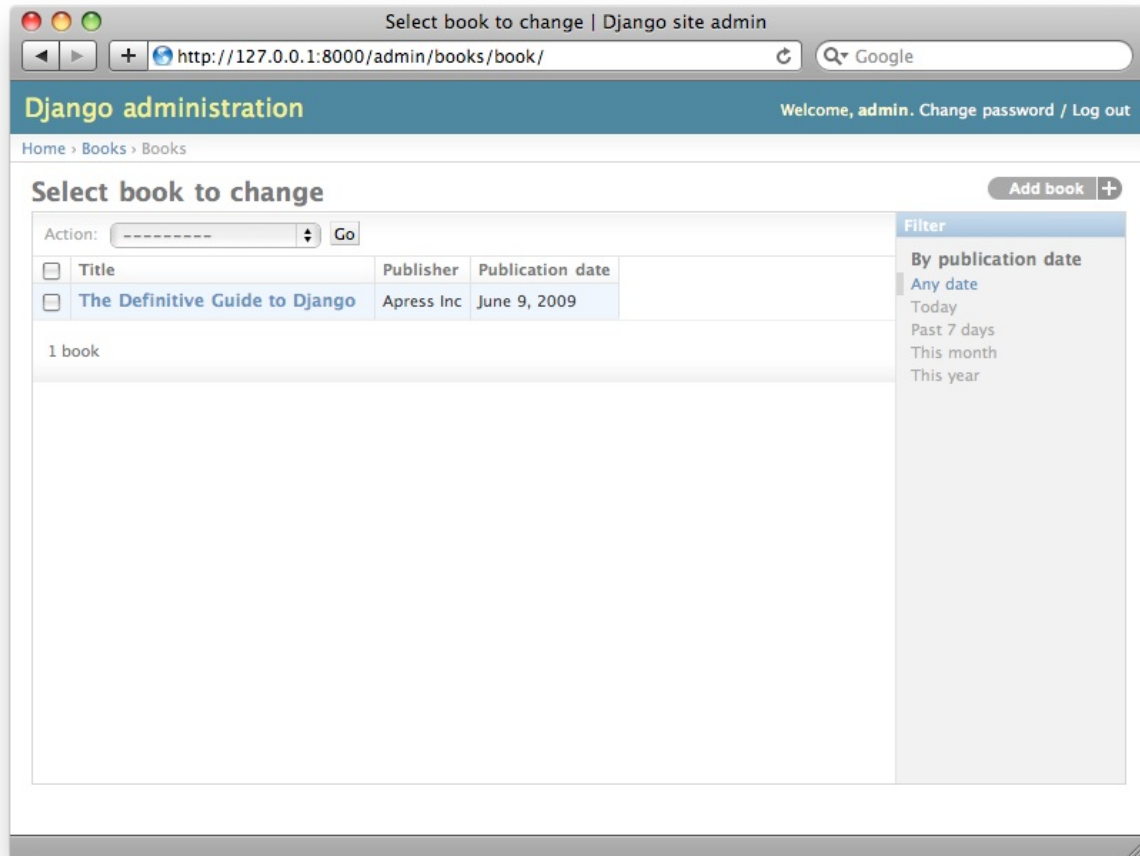 Select book to change | Django site admin
http://127.0.0.1:8000/admin/books/book/
Google
Django administration
Welcome, admin. Change password / Log out
Home › Books › Books
Select book to change
Add book +
Action: --------- Go
Filter
Title Publisher Publication date
The Definitive Guide to Django Apress Inc June 9, 2009
1 book
By publication date
Any date
Today
Past 7 days
This month
This year